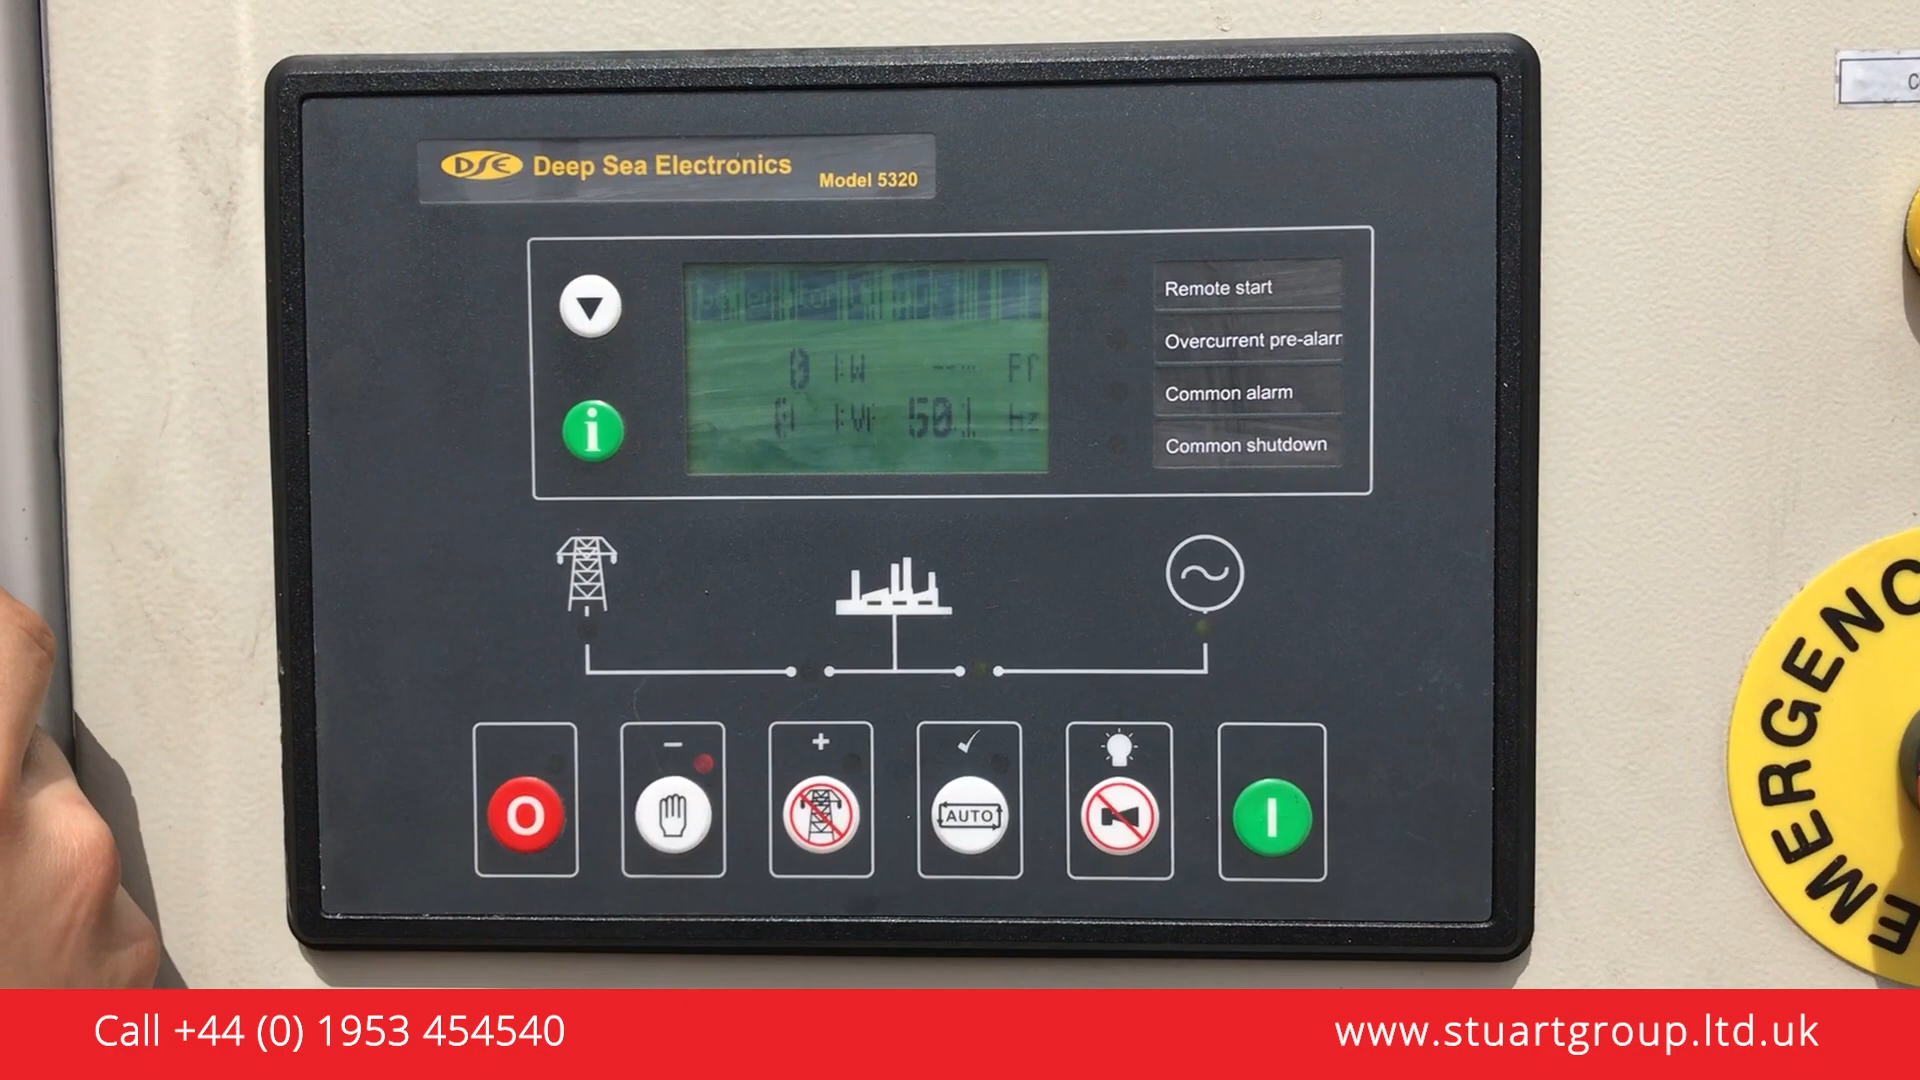 DSE Deep Sea Electronics
Model 5320
Remote start
Overcurrent pre-alarr
Common alarm
Common shutdown
i
O
AUTO
I
EMERGENC
Call +44 (0) 1953 454540
www.stuartgroup.ltd.uk